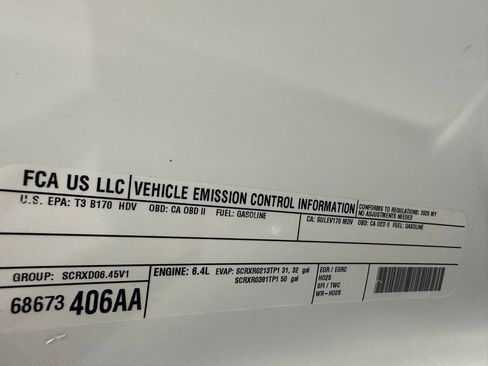 FCA US LLC VEHICLE EMISSION CONTROL INFORMATION CONFORMS TO REGULATIONS: 2025 MY
NO ADJUSTMENTS NEEDED
U.S. EPA: T3 B170 HDV OBD: CA OBD II FUEL: GASOLINE
CA: SULEV170 MDV OBD: CA OBD II FUEL: GASOLINE
GROUP: SCRXD06.45V1
68673406AA
ENGINE: 6.4L EVAP: SCRXR0213TP1 31, 32 gal
SCRXR0391TP1 50 gal
EGR / EGRC
HO2S
SFI / TWC
WR-HO2S